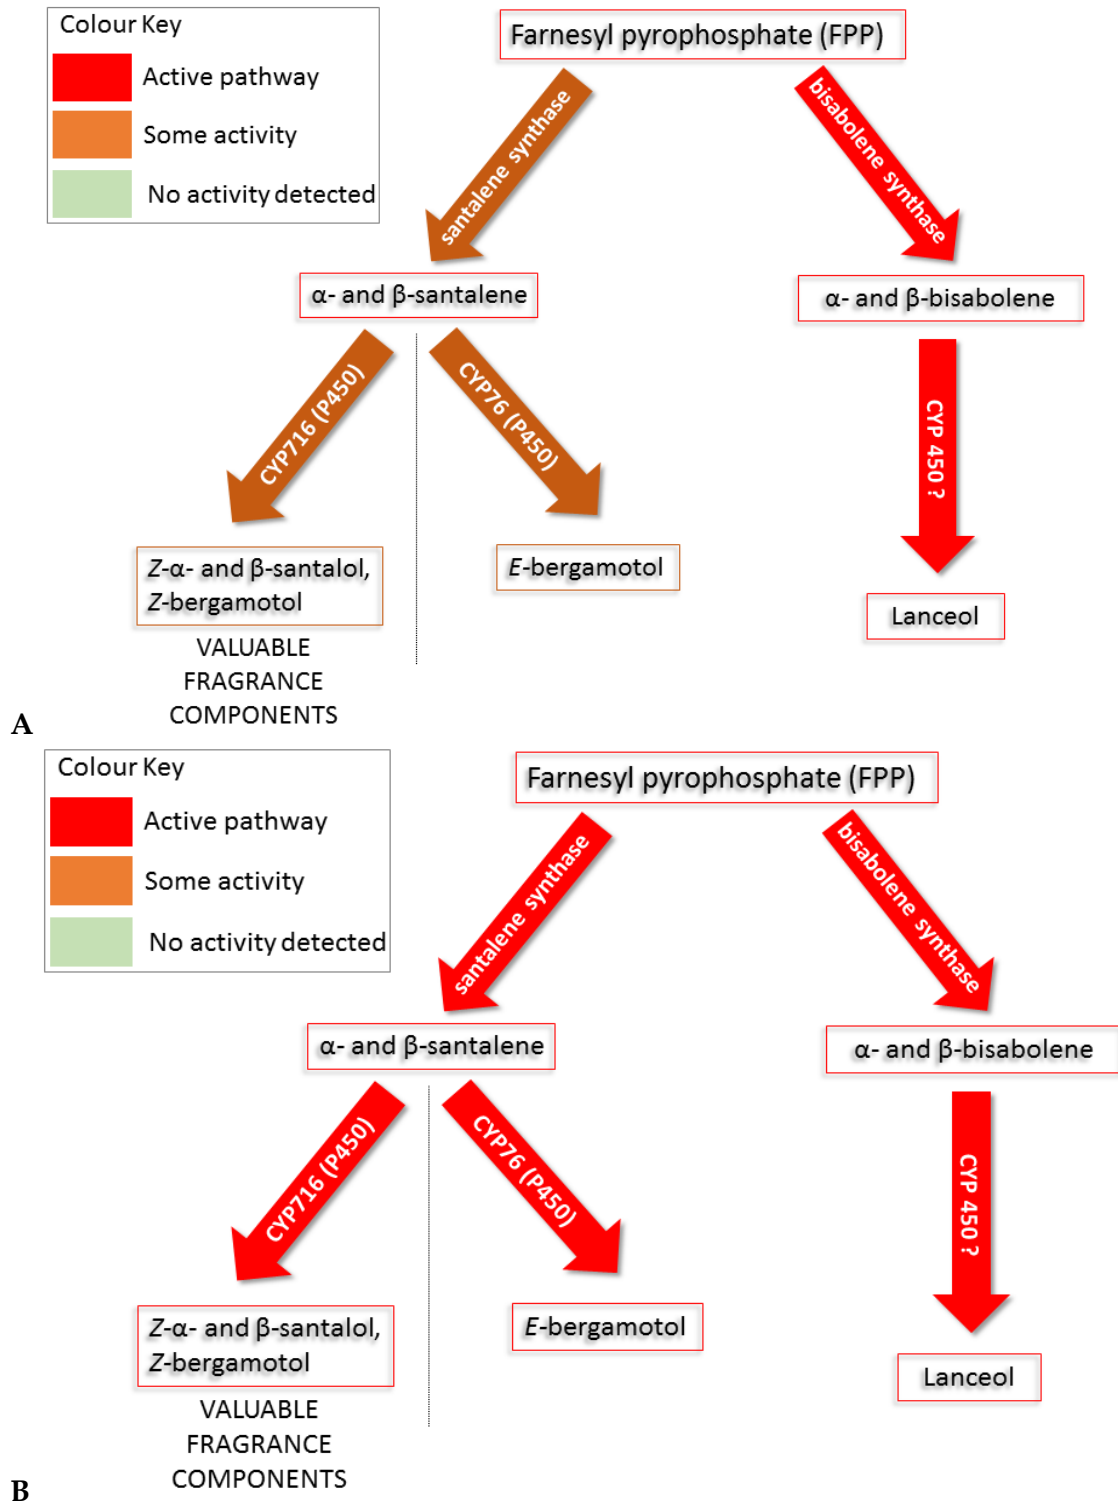 Colour Key
Active pathway
Some activity
No activity detected
Farnesyl pyrophosphate (FPP)
santalene synthase
bisabolene synthase
α- and β-santalene
α- and β-bisabolene
CYP716 (P450)
CYP76 (P450)
CYP 450 ?
Z-α- and β-santalol,
Z-bergamotol
E-bergamotol
Lanceol
VALUABLE
FRAGRANCE
COMPONENTS
A
Colour Key
Active pathway
Some activity
No activity detected
Farnesyl pyrophosphate (FPP)
santalene synthase
bisabolene synthase
α- and β-santalene
α- and β-bisabolene
CYP716 (P450)
CYP76 (P450)
CYP 450 ?
Z-α- and β-santalol,
Z-bergamotol
E-bergamotol
Lanceol
VALUABLE
FRAGRANCE
COMPONENTS
B